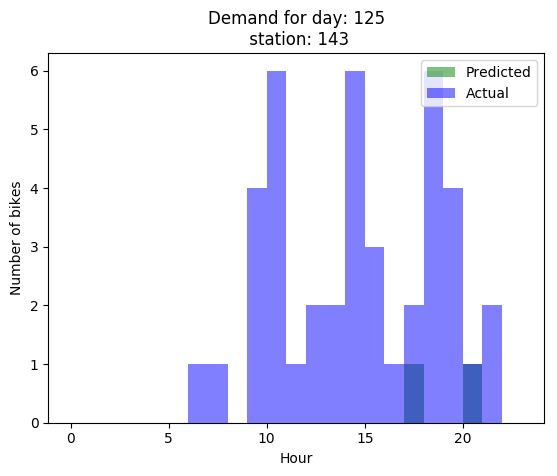 Demand for day: 125
station: 143
Predicted
Actual
Number of bikes
6
5
4
3
2
1
0
0
5
10
15
20
Hour